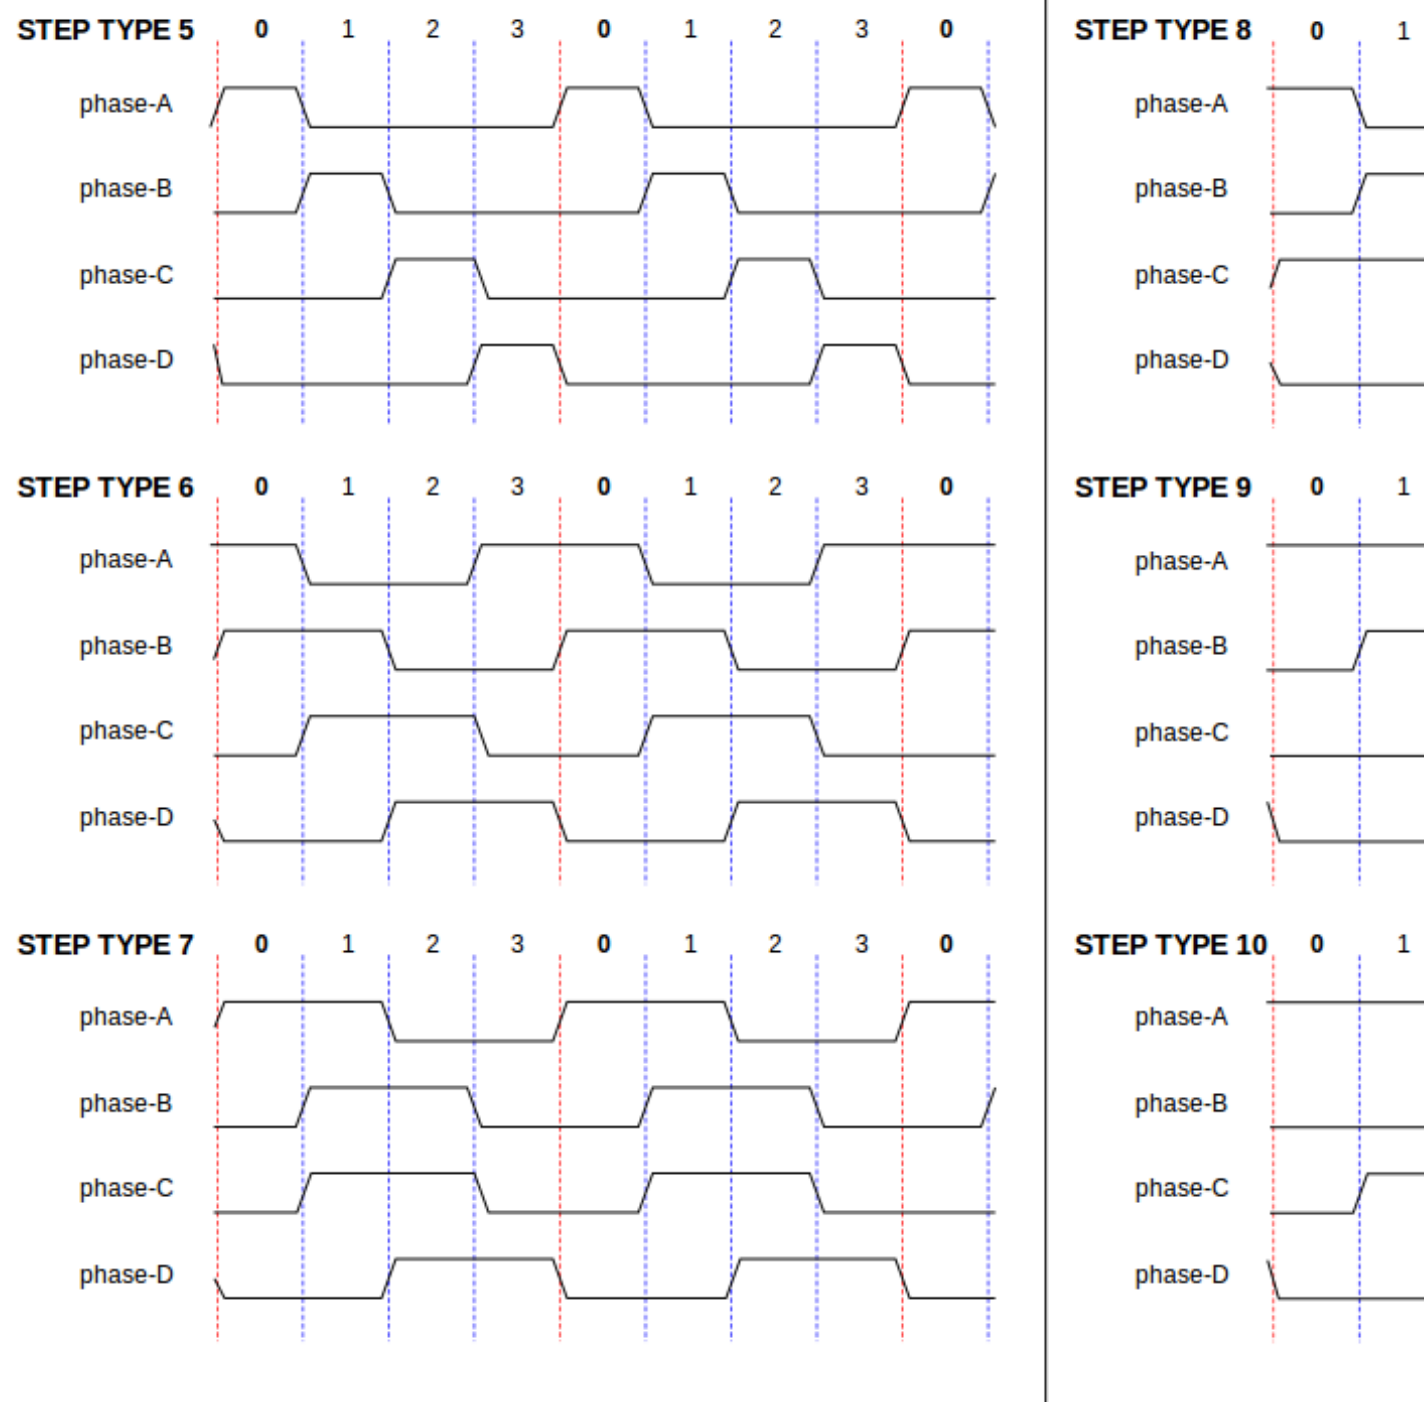 STEP TYPE 5 0 1 2 3 0 1 2 3 0
phase-A
phase-B
phase-C
phase-D
STEP TYPE 6 0 1 2 3 0 1 2 3 0
phase-A
phase-B
phase-C
phase-D
STEP TYPE 7 0 1 2 3 0 1 2 3 0
phase-A
phase-B
phase-C
phase-D
STEP TYPE 8 0 1
phase-A
phase-B
phase-C
phase-D
STEP TYPE 9 0 1
phase-A
phase-B
phase-C
phase-D
STEP TYPE 10 0 1
phase-A
phase-B
phase-C
phase-D